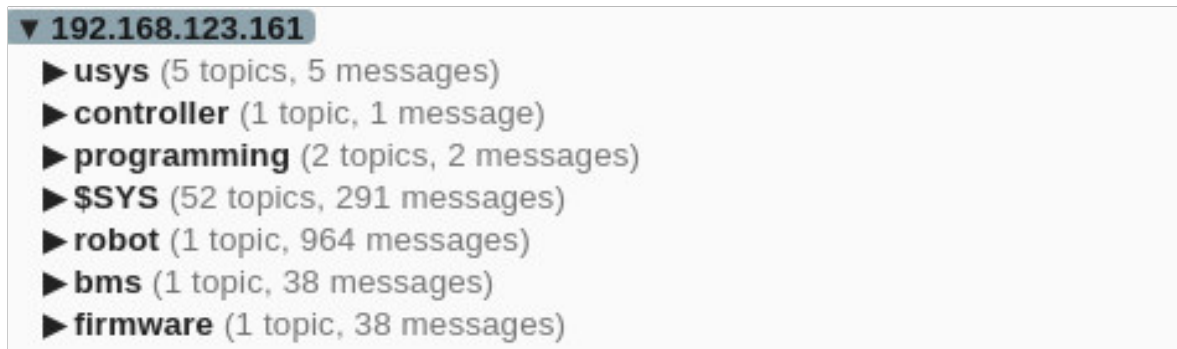 ▼ 192.168.123.161
▶ usys (5 topics, 5 messages)
▶ controller (1 topic, 1 message)
▶ programming (2 topics, 2 messages)
▶ $SYS (52 topics, 291 messages)
▶ robot (1 topic, 964 messages)
▶ bms (1 topic, 38 messages)
▶ firmware (1 topic, 38 messages)